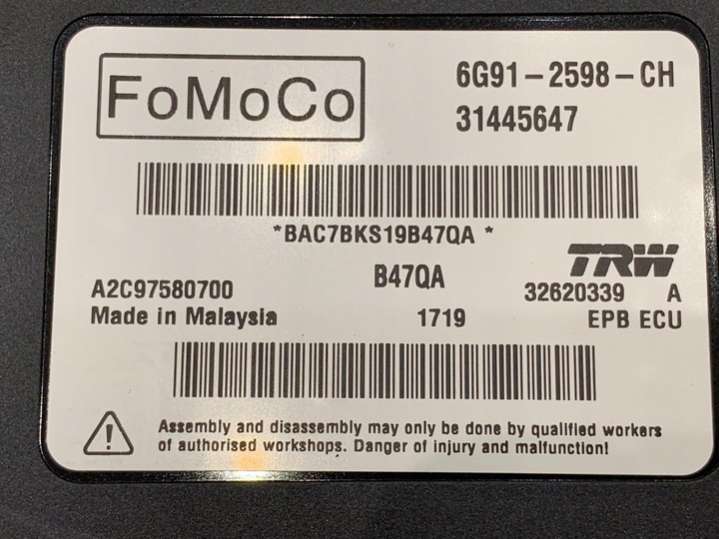 FoMoCo
6G91-2598-CH
31445647
*BAC7BKS19B47QA *
TRW
B47QA
A2C97580700
32620339 A
Made in Malaysia
1719
EPB ECU
Assembly and disassembly may only be done by qualified workers
of authorised workshops. Danger of injury and malfunction!